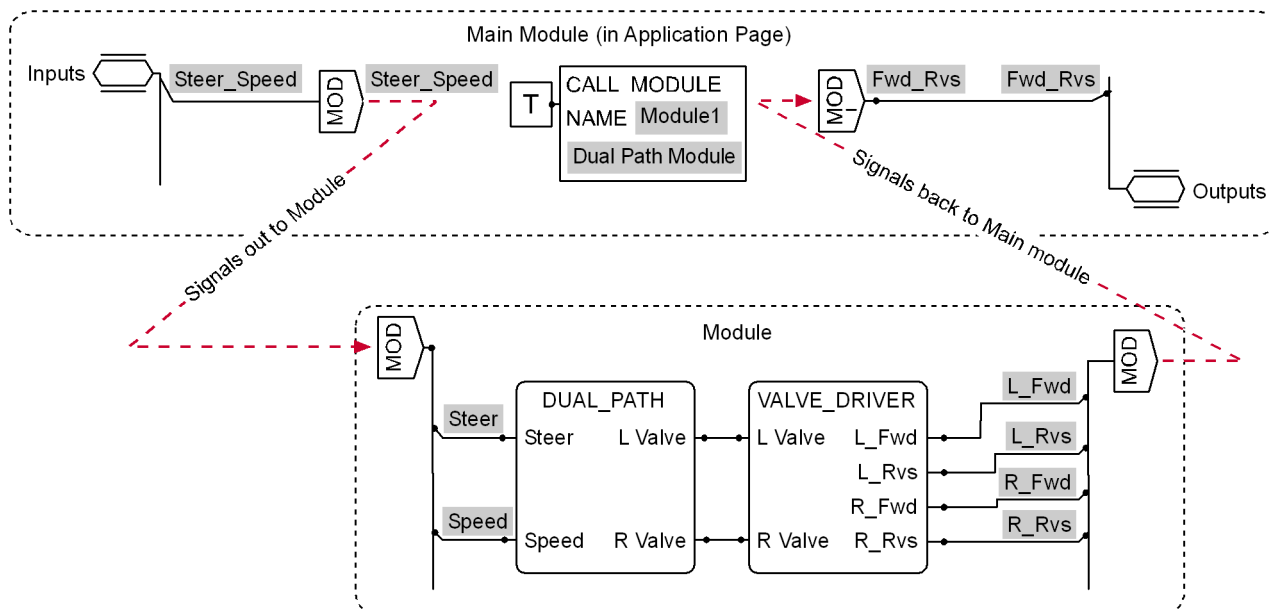 Main Module (in Application Page)
Inputs
Steer_Speed
MOD
Steer_Speed
T
CALL MODULE
NAME Module1
Dual Path Module
MOD
Fwd_Rvs
Fwd_Rvs
Outputs
Signals out to Module
Signals back to Main module
Module
MOD
MOD
Steer
Speed
DUAL_PATH
Steer L Valve
Speed R Valve
VALVE_DRIVER
L Valve L_Fwd
L_Rvs
R_Fwd
R Valve R_Rvs
L_Fwd
L_Rvs
R_Fwd
R_Rvs